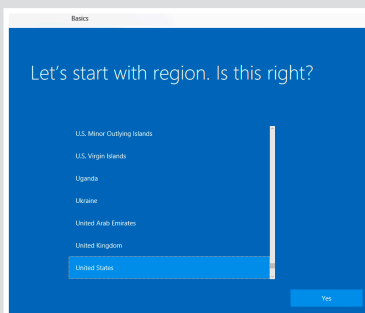 Basics
Let's start with region. Is this right?
U.S. Minor Outlying Islands
U.S. Virgin Islands
Uganda
Ukraine
United Arab Emirates
United Kingdom
United States
Yes